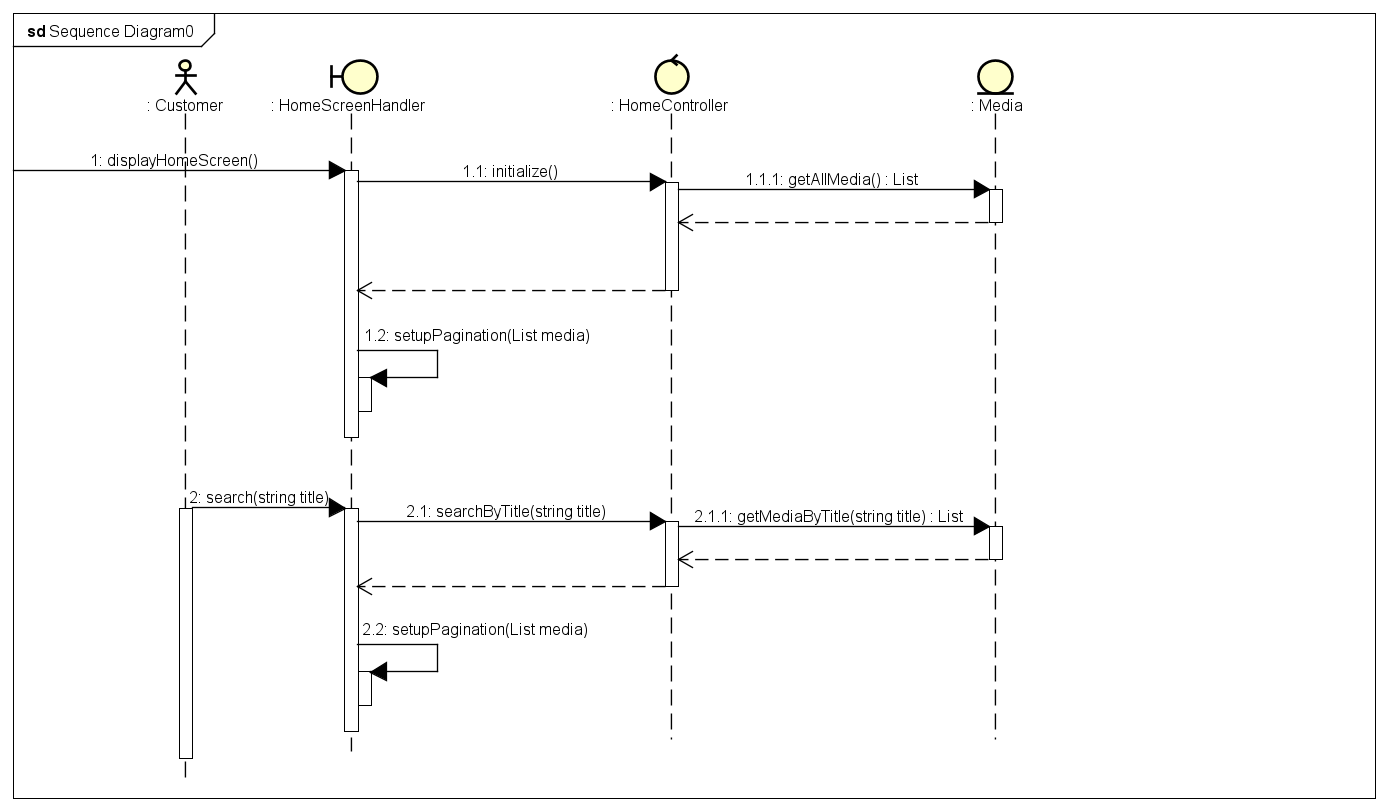 sd Sequence Diagram0
: Customer
: HomeScreenHandler
: HomeController
: Media
1: displayHomeScreen()
1.1: initialize()
1.1.1: getAllMedia() : List
1.2: setupPagination(List media)
2: search(string title)
2.1: searchByTitle(string title)
2.1.1: getMediaByTitle(string title) : List
2.2: setupPagination(List media)